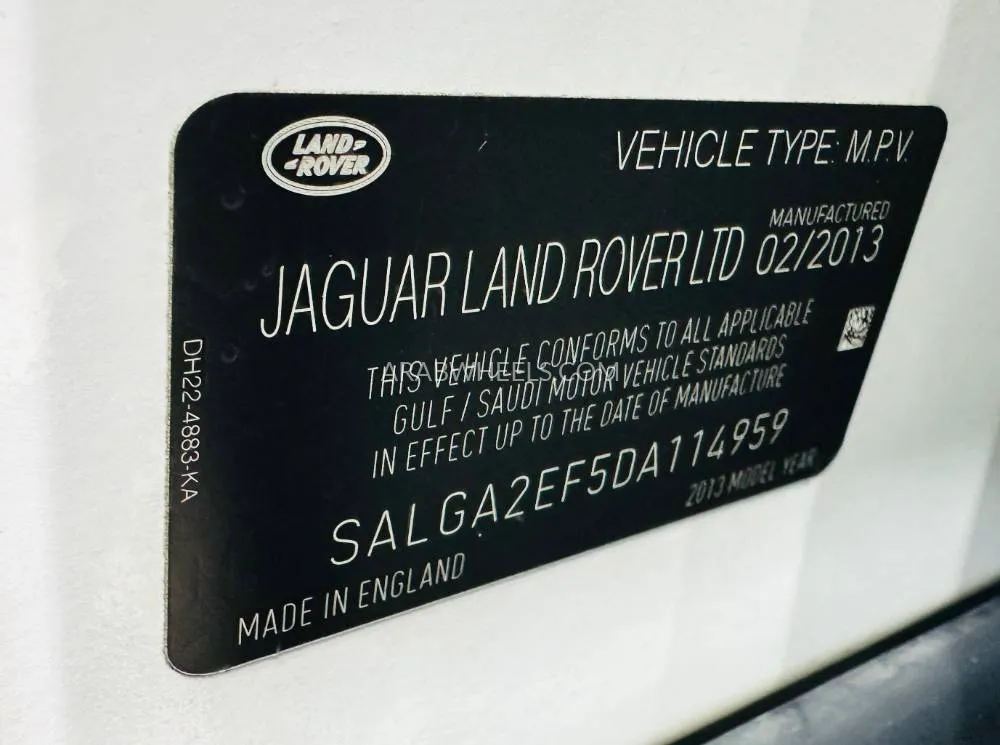 LAND-
-ROVER
VEHICLE TYPE: M.P.V.
MANUFACTURED
JAGUAR LAND ROVER LTD 02/2013
THIS VEHICLE CONFORMS TO ALL APPLICABLE
ARABWHEELS.COM
GULF / SAUDI MOTOR VEHICLE STANDARDS
IN EFFECT UP TO THE DATE OF MANUFACTURE
SALGA2EF5DA114959
2013 MODEL YEAR
MADE IN ENGLAND
DH22-4883-KA